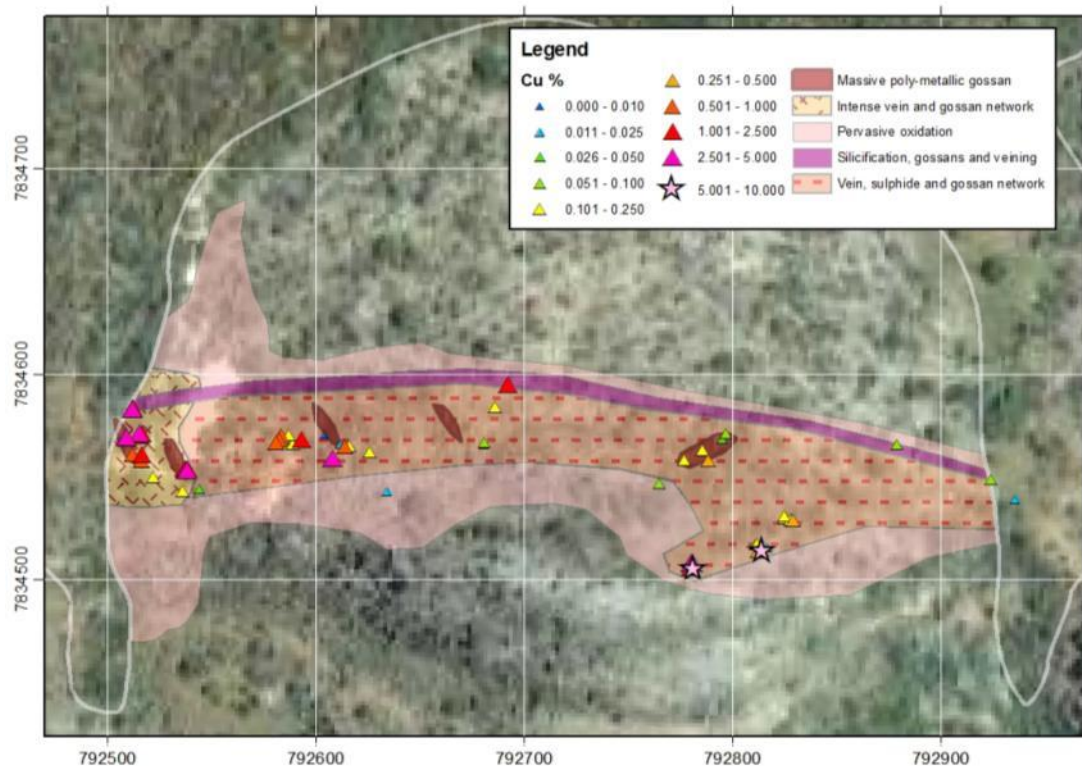 Legend
Cu %
0.000 - 0.010
0.011 - 0.025
0.026 - 0.050
0.051 - 0.100
0.101 - 0.250
0.251 - 0.500
0.501 - 1.000
1.001 - 2.500
2.501 - 5.000
5.001 - 10.000
Massive poly-metallic gossan
Intense vein and gossan network
Pervasive oxidation
Silicification, gossans and veining
Vein, sulphide and gossan network
7834700
7834600
7834500
792500 792600 792700 792800 792900